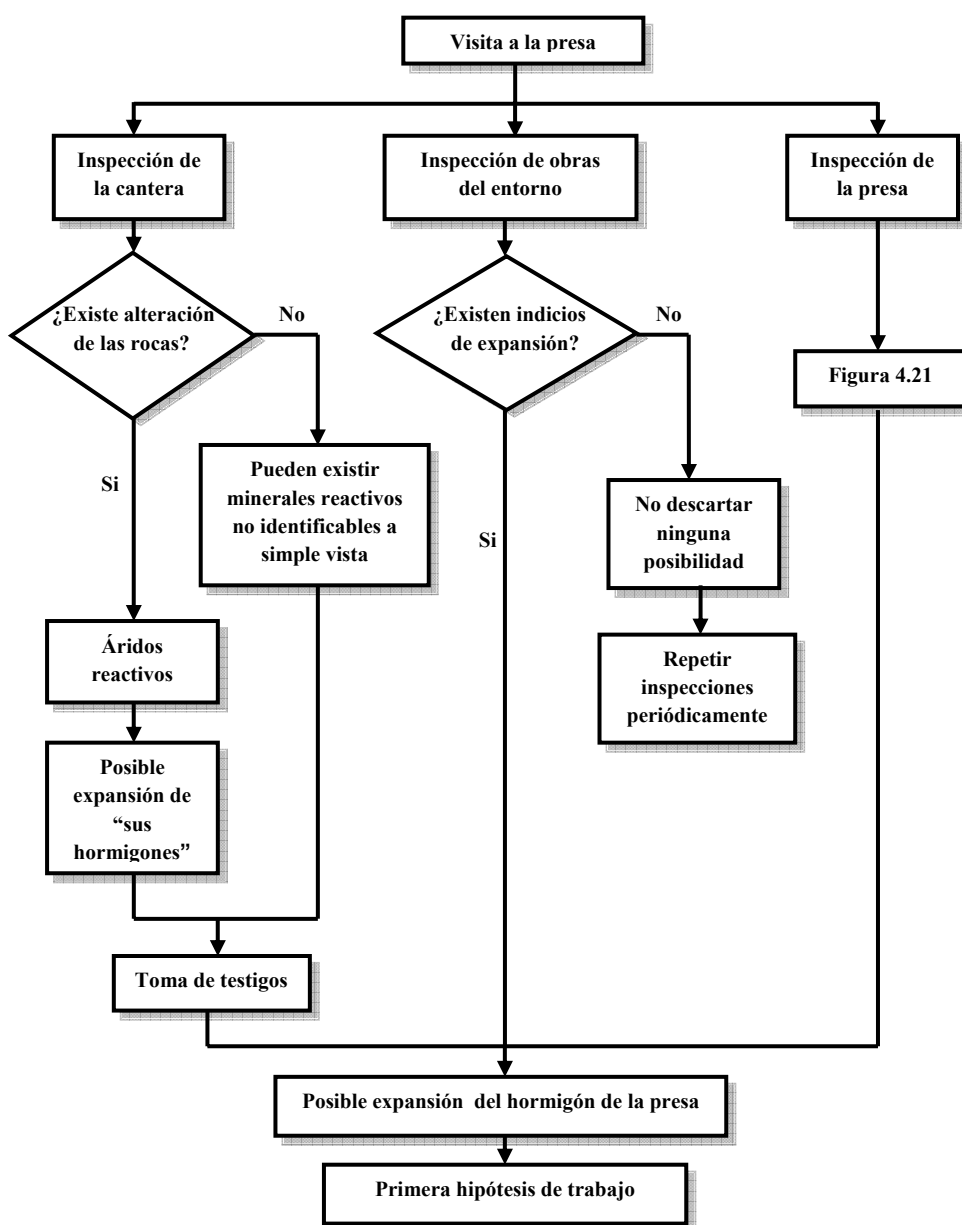 Visita a la presa
Inspección de
la cantera
Inspección de obras
del entorno
Inspección de
la presa
¿Existe alteración
de las rocas?
No
¿Existen indicios
de expansión?
No
Figura 4.21
Si
Pueden existir
minerales reactivos
no identificables a
simple vista
Si
No descartar
ninguna
posibilidad
Áridos
reactivos
Repetir
inspecciones
periódicamente
Posible
expansión de
“sus
hormigones”
Toma de testigos
Posible expansión del hormigón de la presa
Primera hipótesis de trabajo